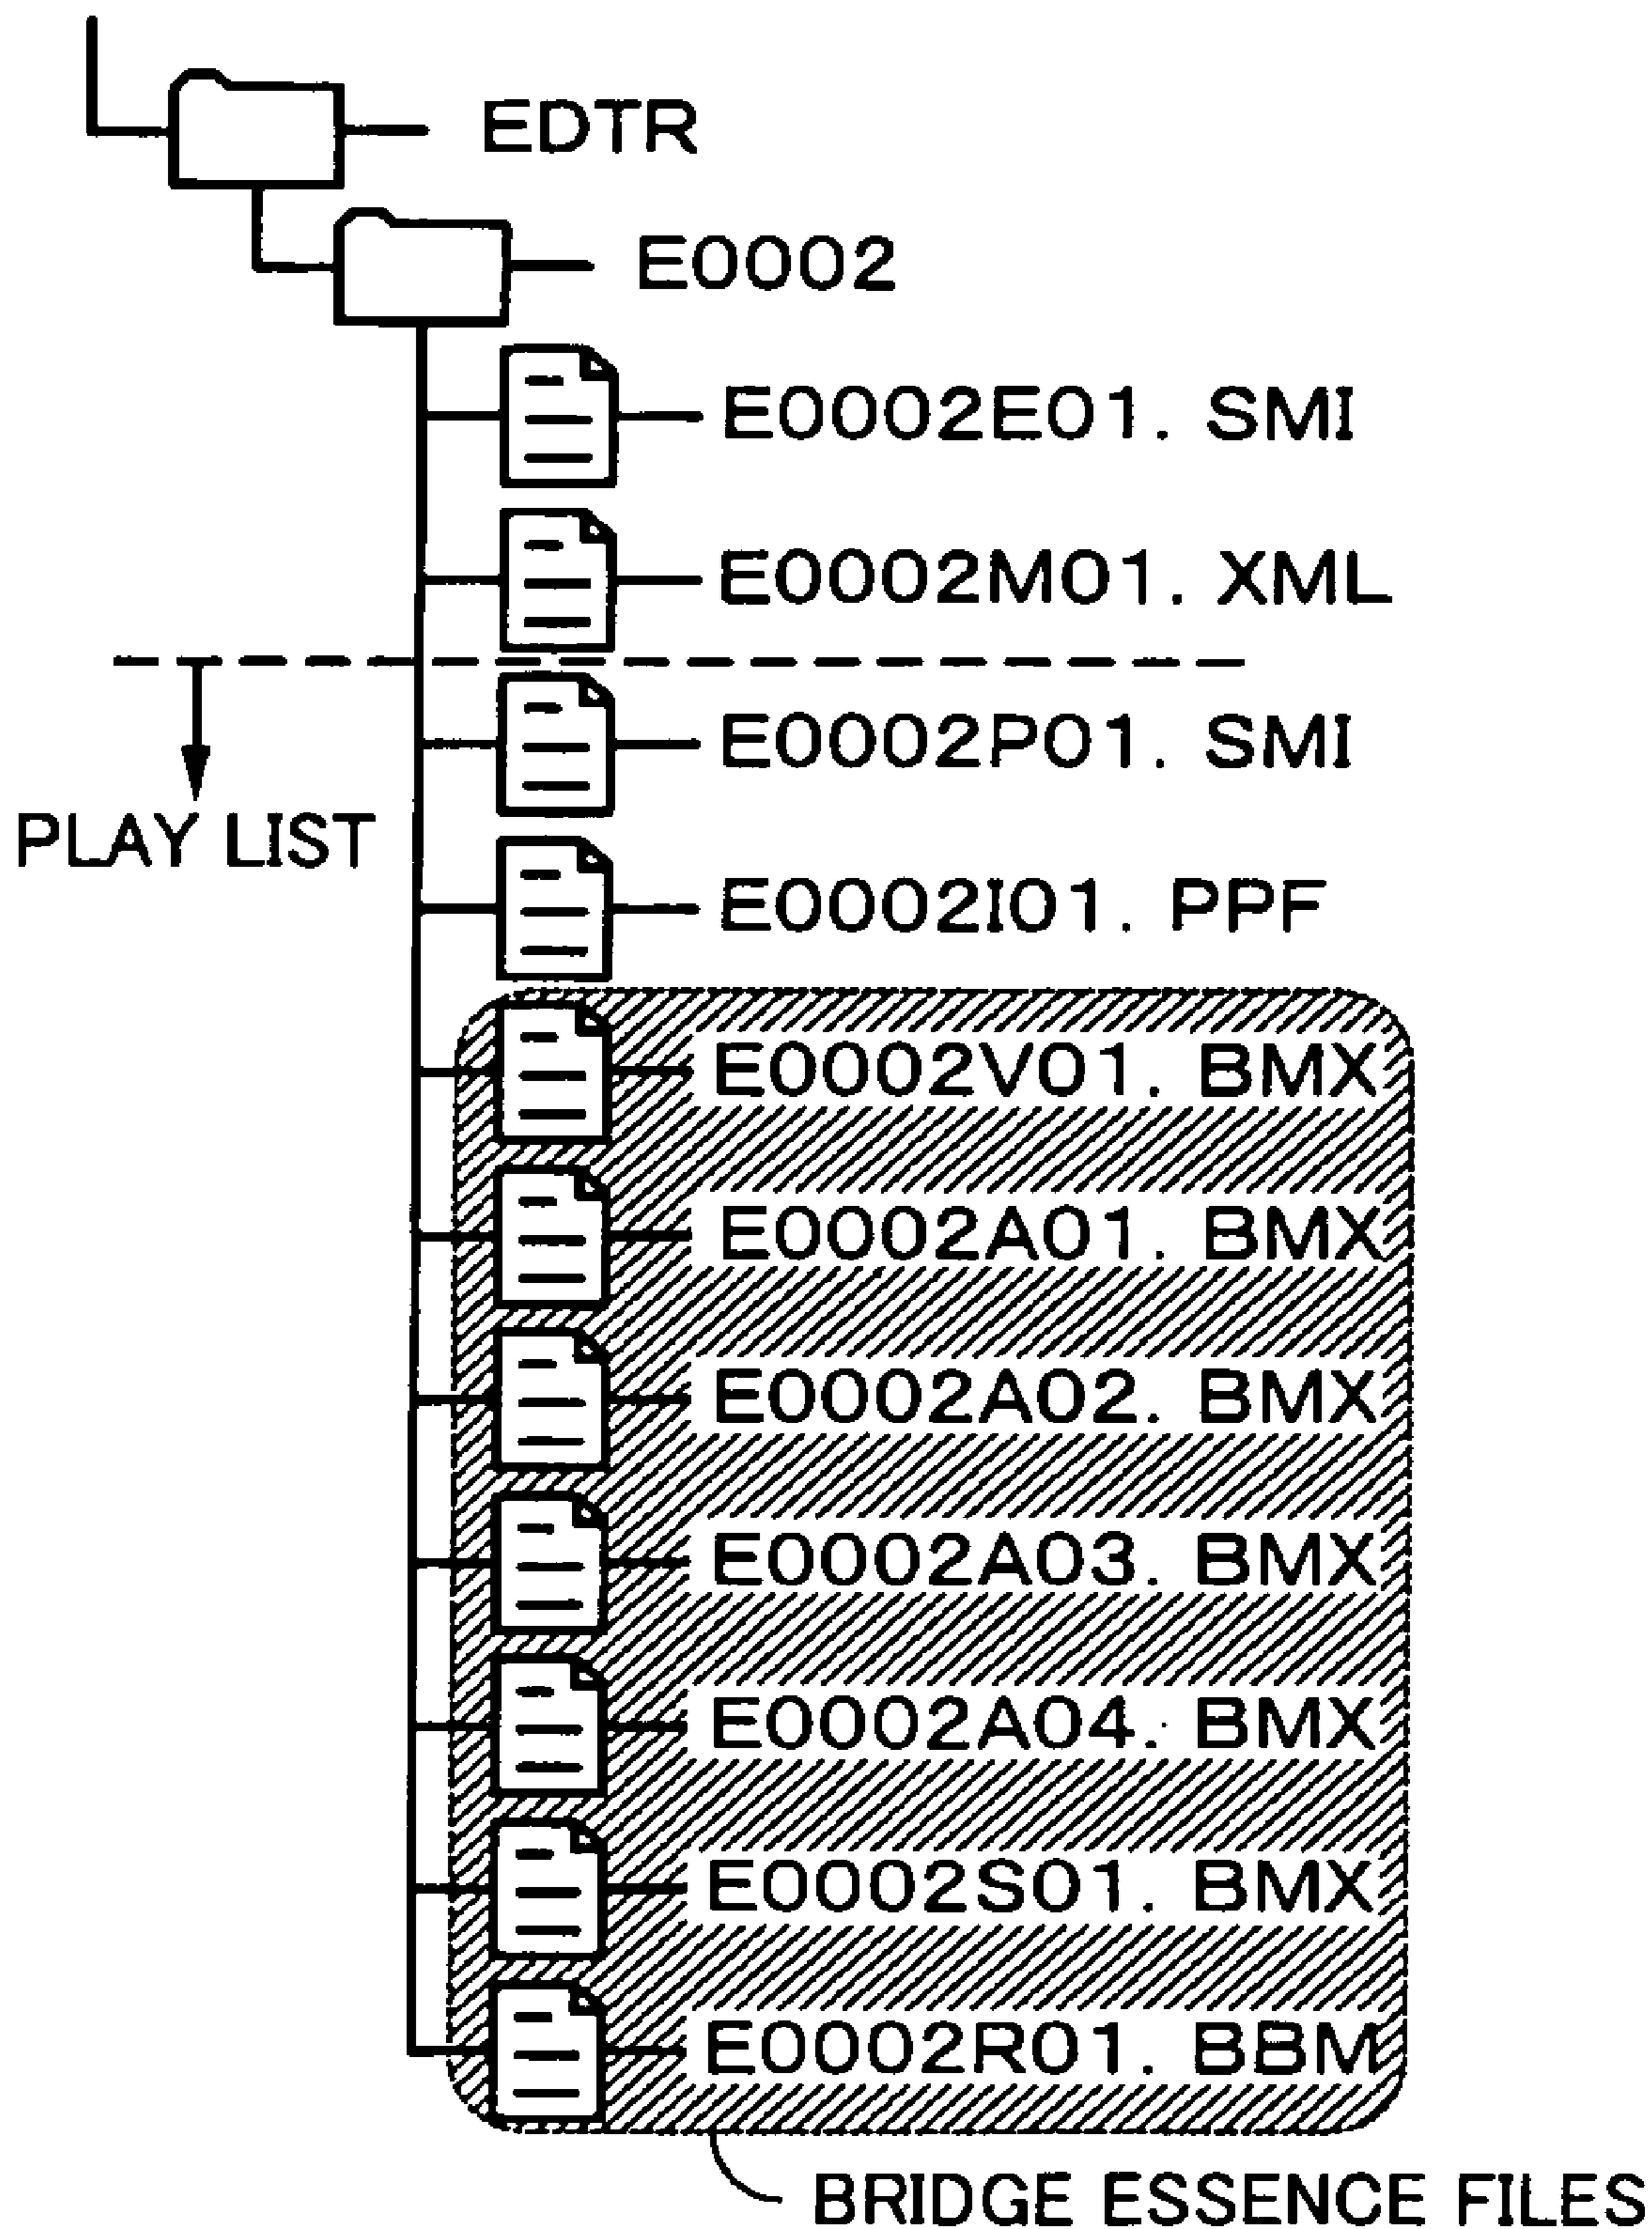 EDTR
E0002
E0002E01. SMI
E0002M01. XML
E0002P01. SMI
PLAY LIST
E0002I01. PPF
E0002V01. BMX
E0002A01. BMX
E0002A02. BMX
E0002A03. BMX
E0002A04. BMX
E0002S01. BMX
E0002R01. BBM
BRIDGE ESSENCE FILES